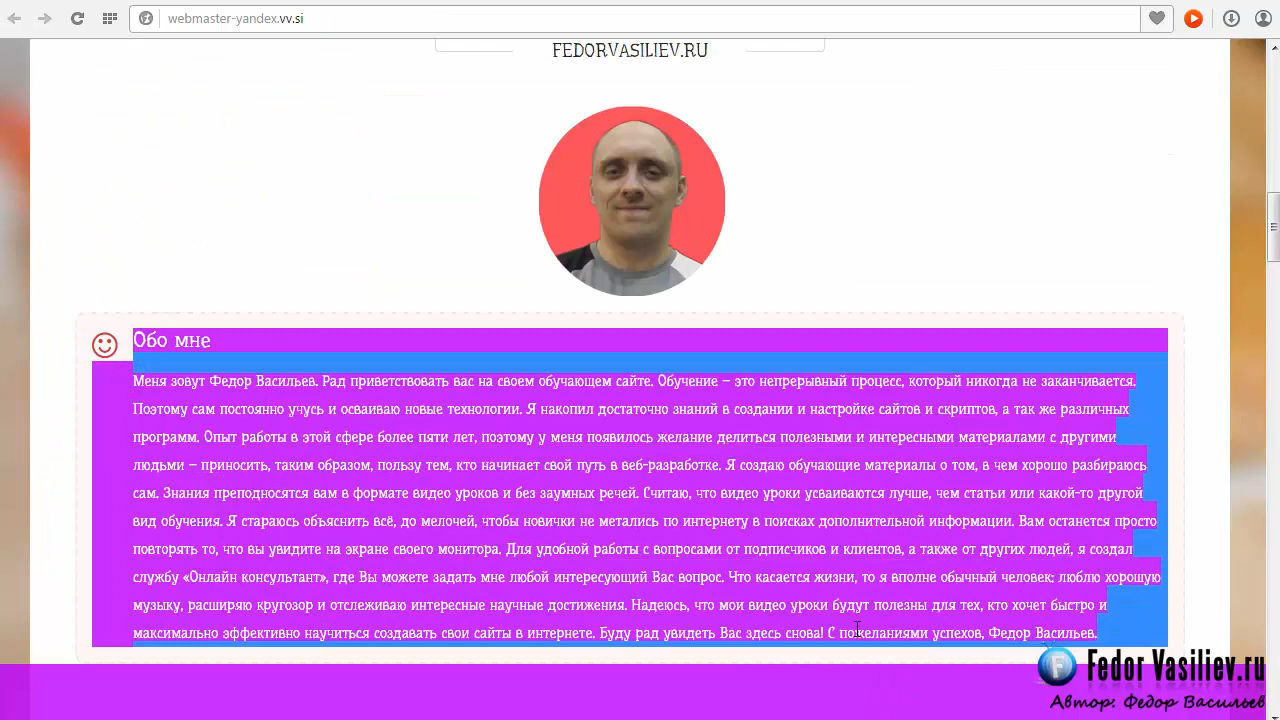 webmaster-yandex.vv.si
FEDORVASILIEV.RU
Обо мне
Меня зовут Федор Васильев. Рад приветствовать вас на своем обучающем сайте. Обучение – это непрерывный процесс, который никогда не заканчивается.
Поэтому сам постоянно учусь и осваиваю новые технологии. Я накопил достаточно знаний в создании и настройке сайтов и скриптов, а так же различных
программ. Опыт работы в этой сфере более пяти лет, поэтому у меня появилось желание делиться полезными и интересными материалами с другими
людьми – приносить, таким образом, пользу тем, кто начинает свой путь в веб-разработке. Я создаю обучающие материалы о том, в чем хорошо разбираюсь
сам. Знания преподносятся вам в формате видео уроков и без заумных речей. Считаю, что видео уроки усваиваются лучше, чем статьи или какой-то другой
вид обучения. Я стараюсь объяснить всё, до мелочей, чтобы новички не метались по интернету в поисках дополнительной информации. Вам останется просто
повторять то, что вы увидите на экране своего монитора. Для удобной работы с вопросами от подписчиков и клиентов, а также от других людей, я создал
службу «Онлайн консультант», где Вы можете задать мне любой интересующий Вас вопрос. Что касается жизни, то я вполне обычный человек: люблю хорошую
музыку, расширяю кругозор и отслеживаю интересные научные достижения. Надеюсь, что мои видео уроки будут полезны для тех, кто хочет быстро и
максимально эффективно научиться создавать свои сайты в интернете. Буду рад увидеть Вас здесь снова! С пожеланиями успехов, Федор Васильев.
F Fedor Vasiliev.ru
Автор: Федор Васильев